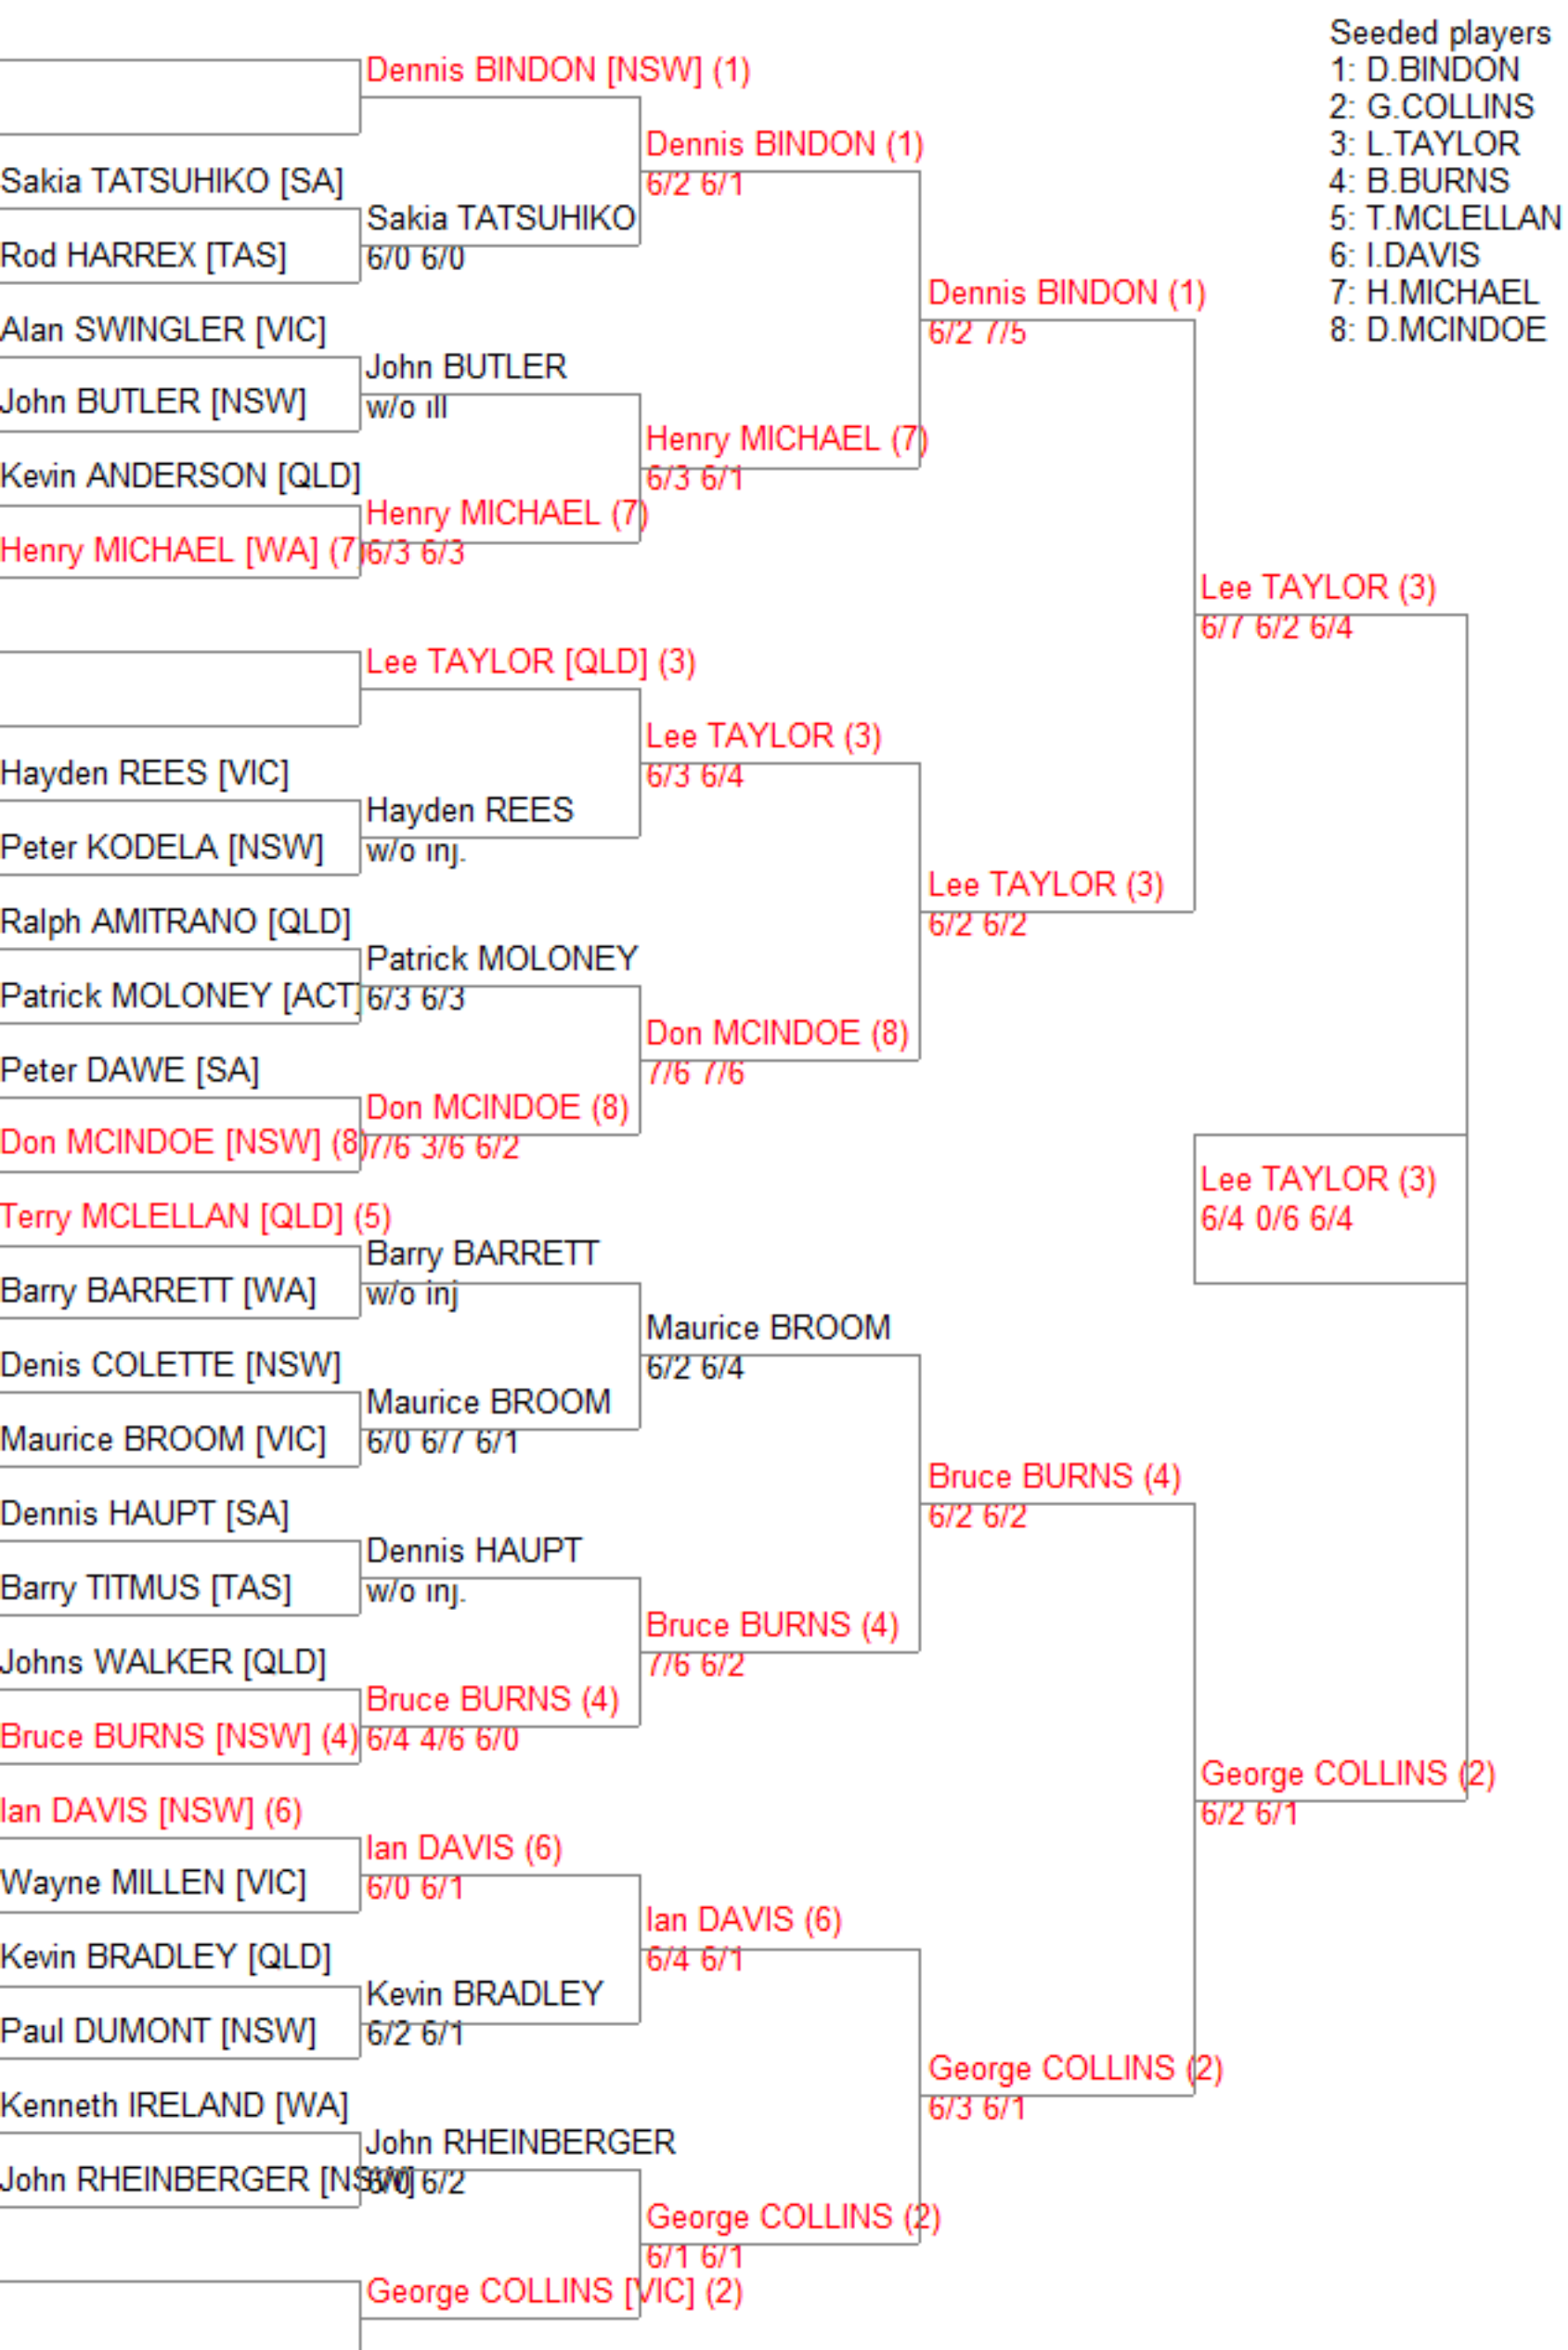 Seeded players
1: D.BINDON
2: G.COLLINS
3: L.TAYLOR
4: B.BURNS
5: T.MCLELLAN
6: I.DAVIS
7: H.MICHAEL
8: D.MCINDOE
Dennis BINDON [NSW] (1)
Dennis BINDON (1)
6/2 6/1
Sakia TATSUHIKO [SA]
Sakia TATSUHIKO
6/0 6/0
Rod HARREX [TAS]
Dennis BINDON (1)
6/2 7/5
Alan SWINGLER [VIC]
John BUTLER
w/o ill
John BUTLER [NSW]
Henry MICHAEL (7)
6/3 6/1
Kevin ANDERSON [QLD]
Henry MICHAEL (7)
6/3 6/3
Henry MICHAEL [WA] (7)
Lee TAYLOR (3)
6/7 6/2 6/4
Lee TAYLOR [QLD] (3)
Lee TAYLOR (3)
6/3 6/4
Hayden REES [VIC]
Hayden REES
w/o inj.
Peter KODELA [NSW]
Lee TAYLOR (3)
6/2 6/2
Ralph AMITRANO [QLD]
Patrick MOLONEY
6/3 6/3
Patrick MOLONEY [ACT]
Don MCINDOE (8)
7/6 7/6
Peter DAWE [SA]
Don MCINDOE (8)
7/6 3/6 6/2
Don MCINDOE [NSW] (8)
Lee TAYLOR (3)
6/4 0/6 6/4
Terry MCLELLAN [QLD] (5)
Barry BARRETT
w/o inj
Barry BARRETT [WA]
Maurice BROOM
6/2 6/4
Denis COLETTE [NSW]
Maurice BROOM
6/0 6/7 6/1
Maurice BROOM [VIC]
Bruce BURNS (4)
6/2 6/2
Dennis HAUPT [SA]
Dennis HAUPT
w/o inj.
Barry TITMUS [TAS]
Bruce BURNS (4)
7/6 6/2
Johns WALKER [QLD]
Bruce BURNS (4)
6/4 4/6 6/0
Bruce BURNS [NSW] (4)
George COLLINS (2)
6/2 6/1
Ian DAVIS [NSW] (6)
Ian DAVIS (6)
6/0 6/1
Wayne MILLEN [VIC]
Ian DAVIS (6)
6/4 6/1
Kevin BRADLEY [QLD]
Kevin BRADLEY
6/2 6/1
Paul DUMONT [NSW]
George COLLINS (2)
6/3 6/1
Kenneth IRELAND [WA]
John RHEINBERGER
6/0 6/2
John RHEINBERGER [NSW]
George COLLINS (2)
6/1 6/1
George COLLINS [VIC] (2)